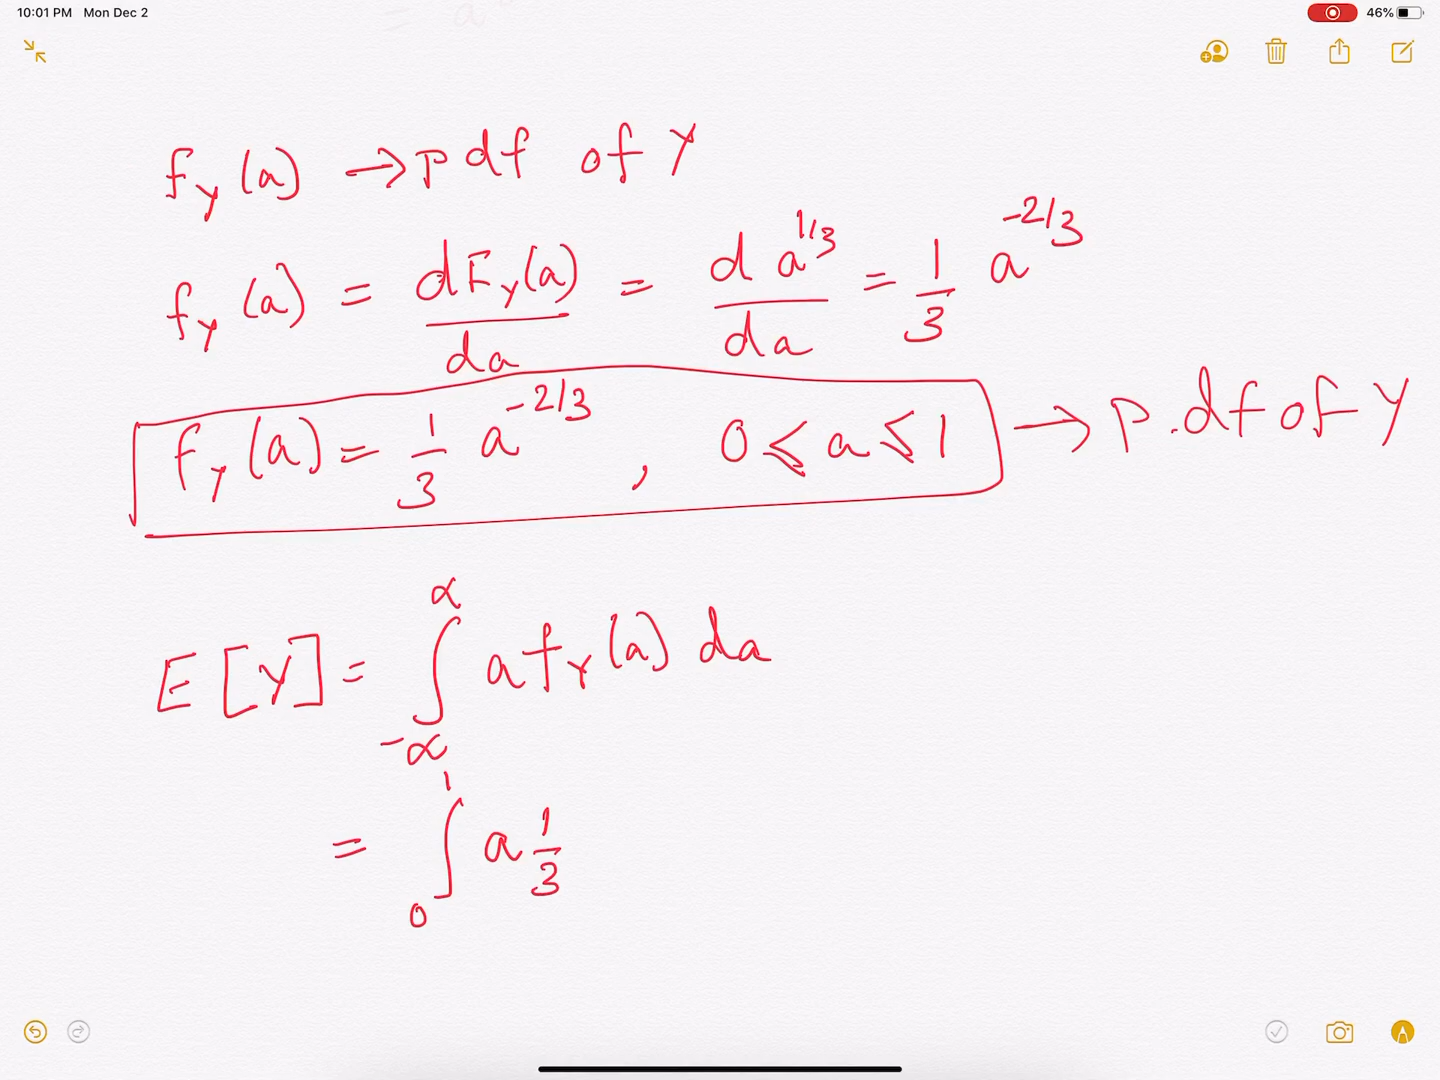 10:01 PM Mon Dec 2 46%
f_Y (a) → pdf of Y
f_Y (a) = dF_Y(a)/da = d a^{1/3}/da = 1/3 a^{-2/3}
f_Y (a) = 1/3 a^{-2/3} , 0 ≤ a ≤ 1 → p.df of Y
E[Y] = ∫_{-∝}^{∝} a f_Y(a) da
= ∫_0^1 a 1/3